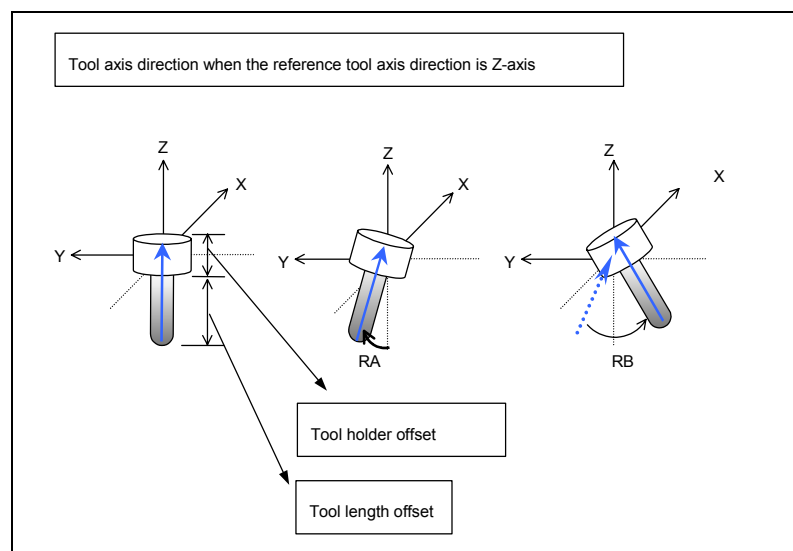 Tool axis direction when the reference tool axis direction is Z-axis
Z
X
Y
Z
X
Y
RA
Z
X
Y
RB
Tool holder offset
Tool length offset